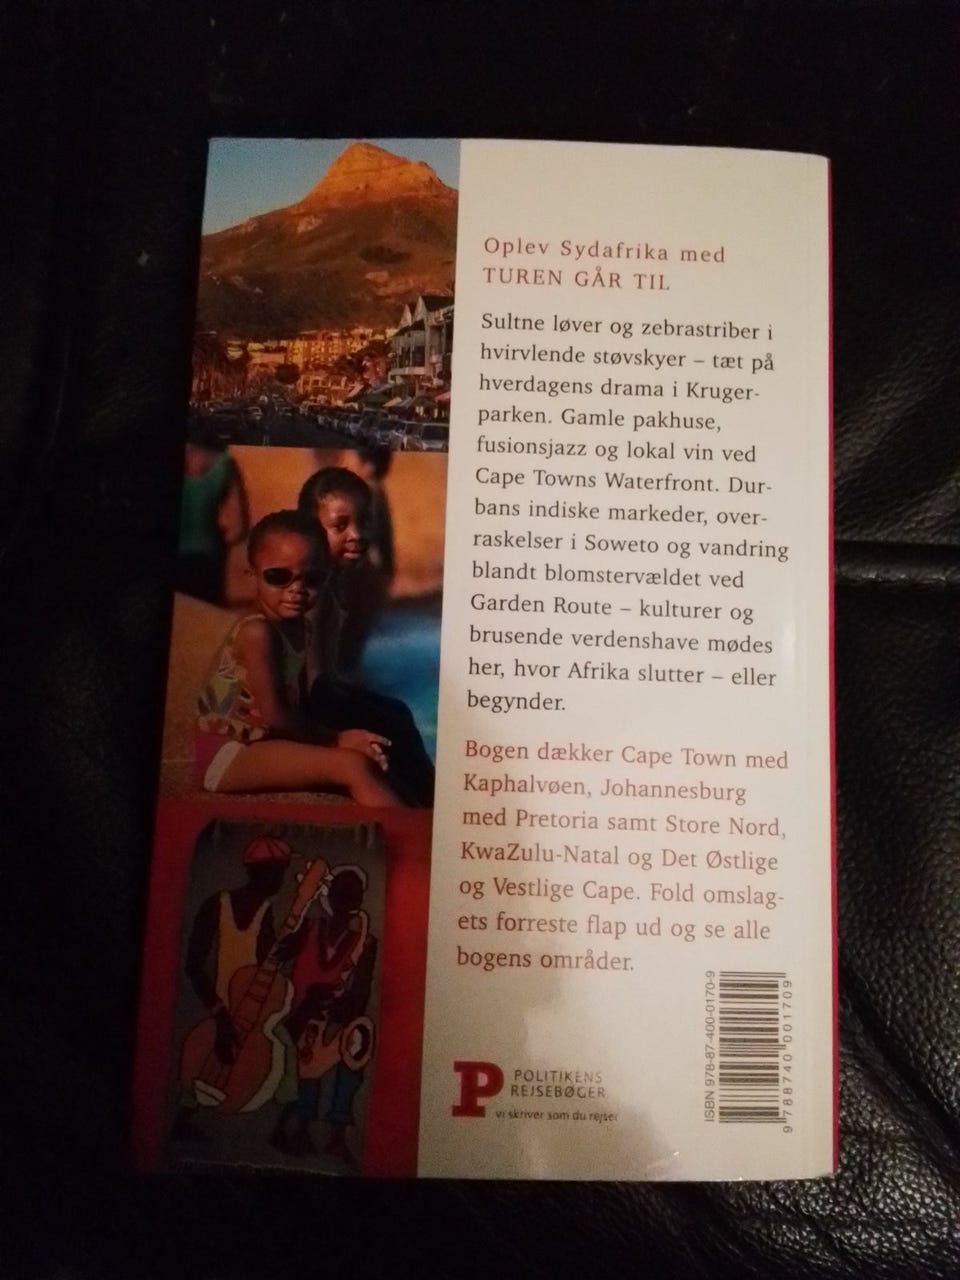 Oplev Sydafrika med
TUREN GÅR TIL
Sultne løver og zebrastriber i
hvirvlende støvskyer – tæt på
hverdagens drama i Kruger-
parken. Gamle pakhuse,
fusionsjazz og lokal vin ved
Cape Towns Waterfront. Dur-
bans indiske markeder, over-
raskelser i Soweto og vandring
blandt blomstervældet ved
Garden Route – kulturer og
brusende verdenshave mødes
her, hvor Afrika slutter – eller
begynder.
Bogen dækker Cape Town med
Kaphalvøen, Johannesburg
med Pretoria samt Store Nord,
KwaZulu-Natal og Det Østlige
og Vestlige Cape. Fold omslag-
ets forreste flap ud og se alle
bogens områder.
ISBN 978-87-400-0170-9
9 788740 001709
P
POLITIKENS
REJSEBØGER
vi skriver som du rejser